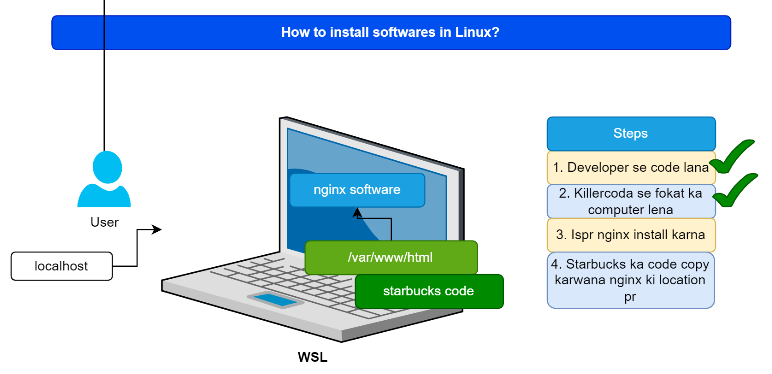 How to install softwares in Linux?
Steps
1. Developer se code lana
2. Killercoda se fokat ka
computer lena
3. Ispr nginx install karna
4. Starbucks ka code copy
karwana nginx ki location
pr
nginx software
/var/www/html
starbucks code
User
localhost
WSL